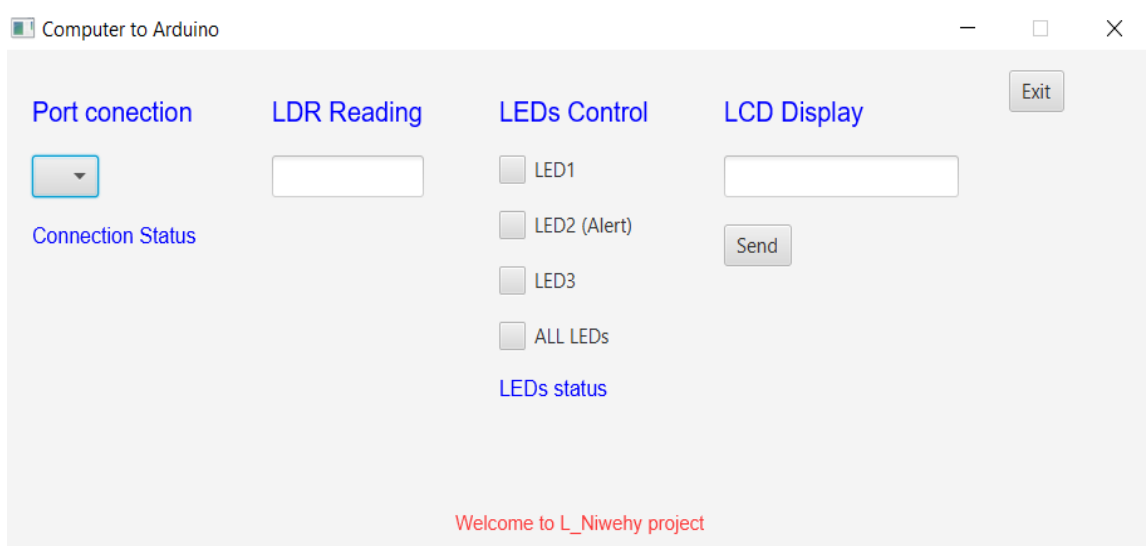 Computer to Arduino
Exit
Port conection
LDR Reading
LEDs Control
LCD Display
LED1
Connection Status
LED2 (Alert)
Send
LED3
ALL LEDs
LEDs status
Welcome to L_Niwehy project